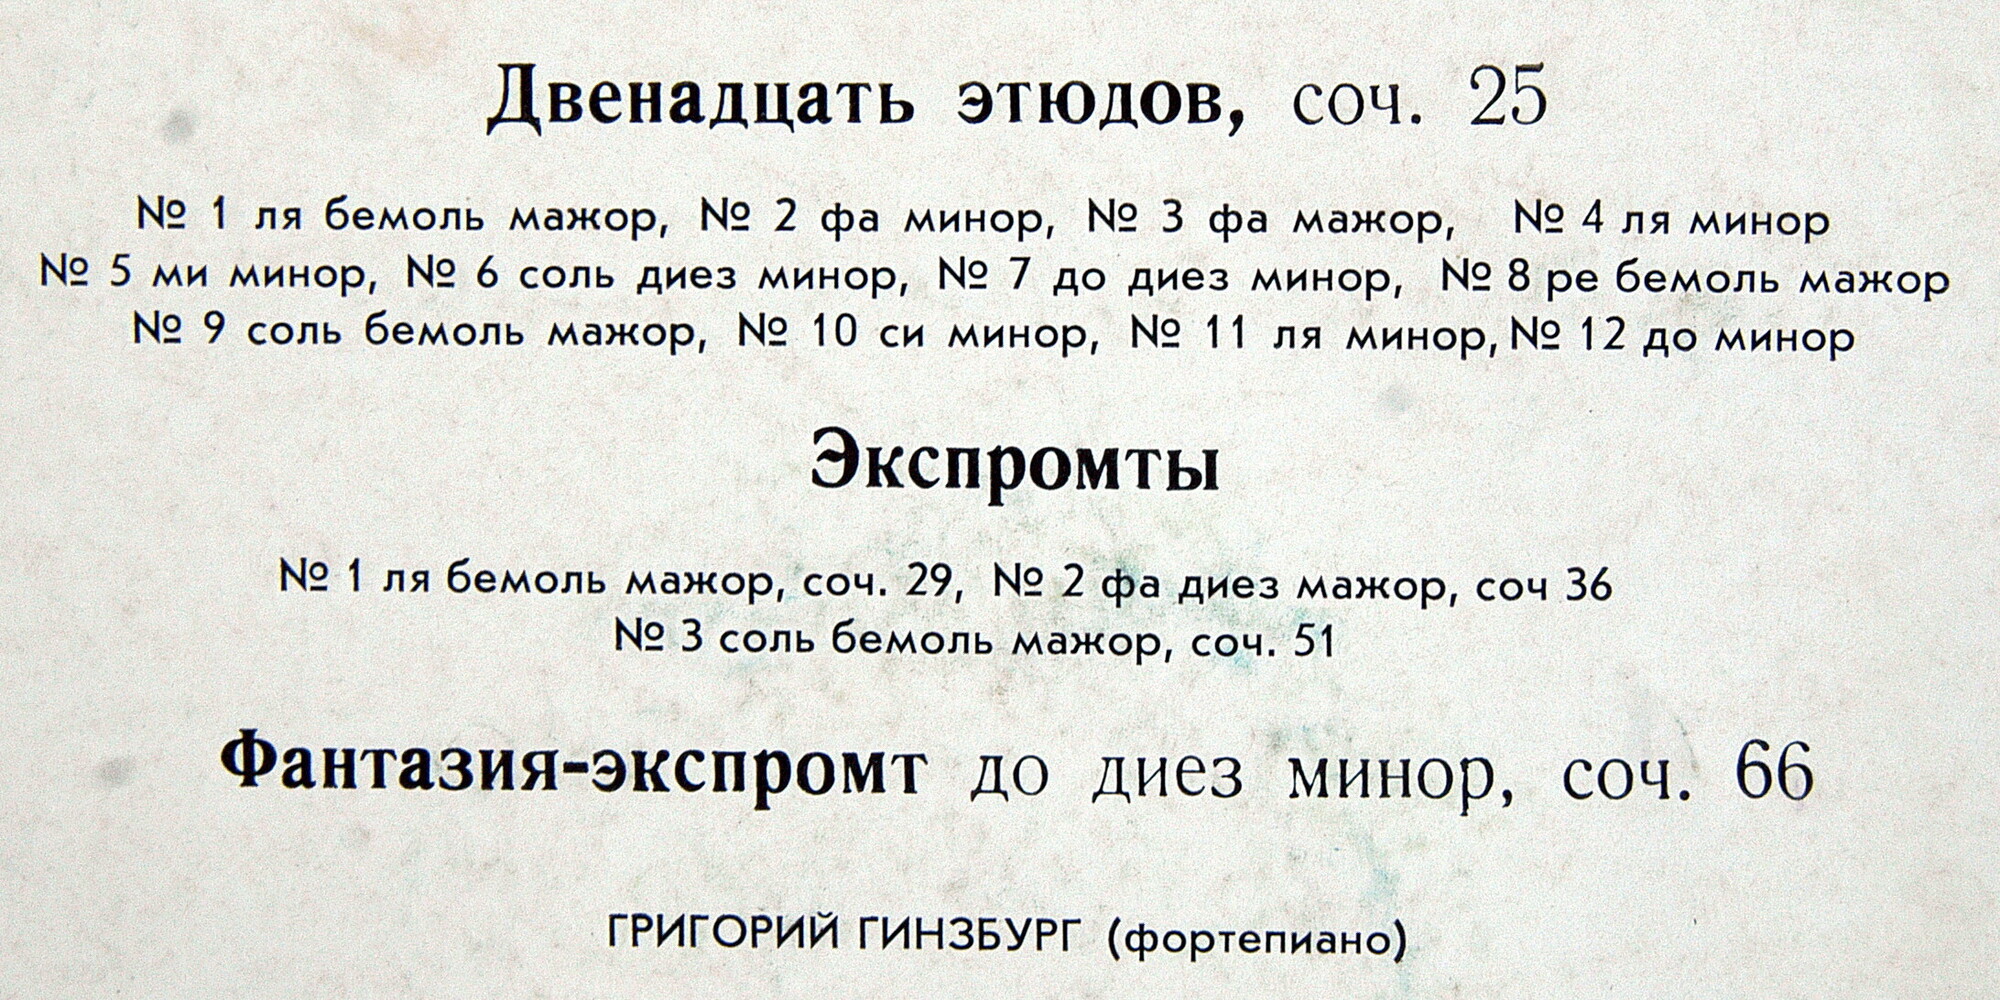 Двенадцать этюдов, соч. 25
№ 1 ля бемоль мажор, № 2 фа минор, № 3 фа мажор, № 4 ля минор
№ 5 ми минор, № 6 соль диез минор, № 7 до диез минор, № 8 ре бемоль мажор
№ 9 соль бемоль мажор, № 10 си минор, № 11 ля минор, № 12 до минор
Экспромты
№ 1 ля бемоль мажор, соч. 29, № 2 фа диез мажор, соч 36
№ 3 соль бемоль мажор, соч. 51
Фантазия-экспромт до диез минор, соч. 66
ГРИГОРИЙ ГИНЗБУРГ (фортепиано)